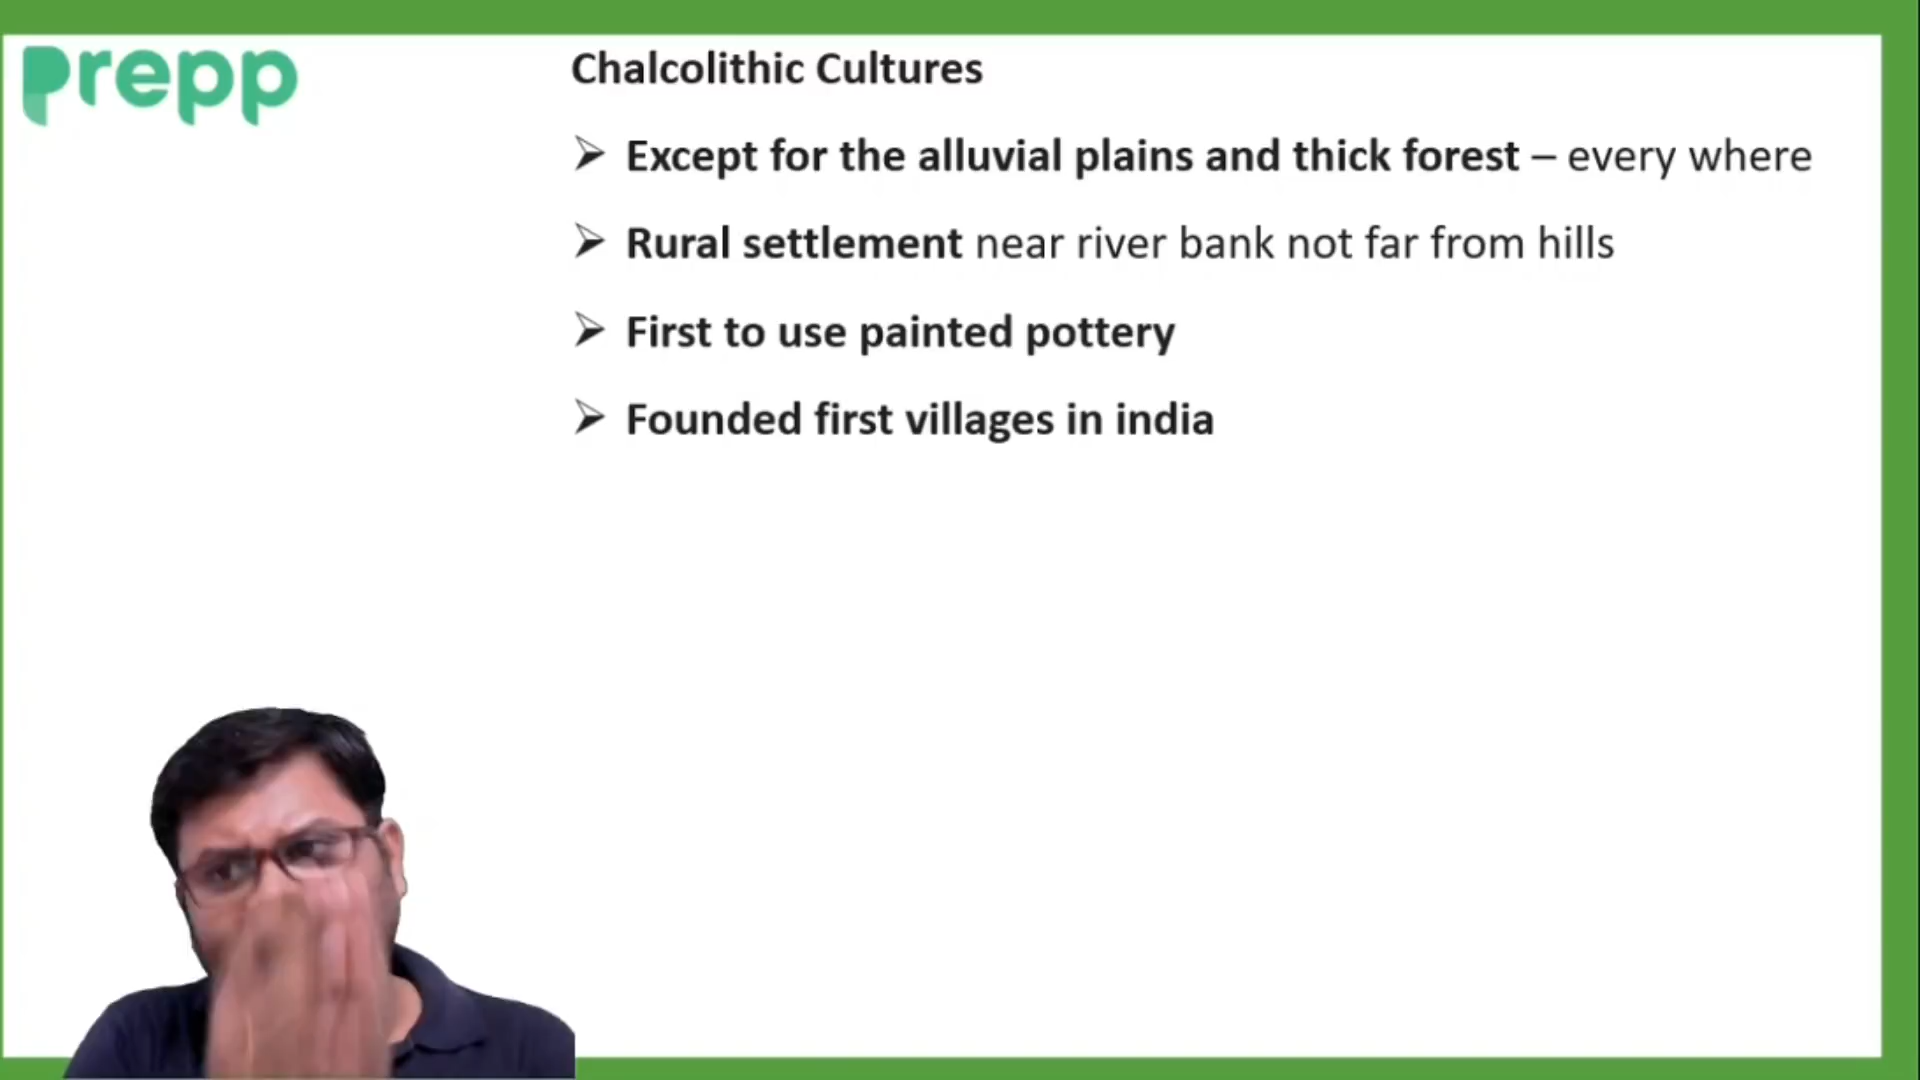 prepp
Chalcolithic Cultures
➢ Except for the alluvial plains and thick forest – every where
➢ Rural settlement near river bank not far from hills
➢ First to use painted pottery
➢ Founded first villages in india